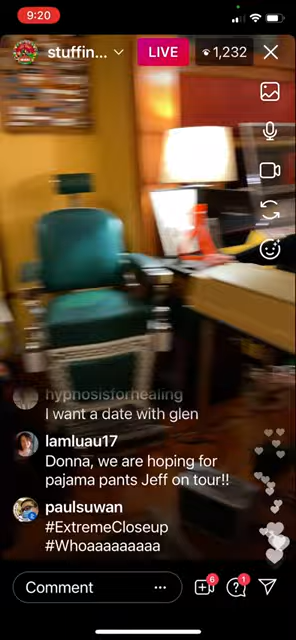 9:20
stuffin...
LIVE
1,232
hypnosisforhealing
I want a date with glen
lamluau17
Donna, we are hoping for
pajama pants Jeff on tour!!
paulsuwan
#ExtremeCloseup
#Whoaaaaaaaaa
Comment
6
1